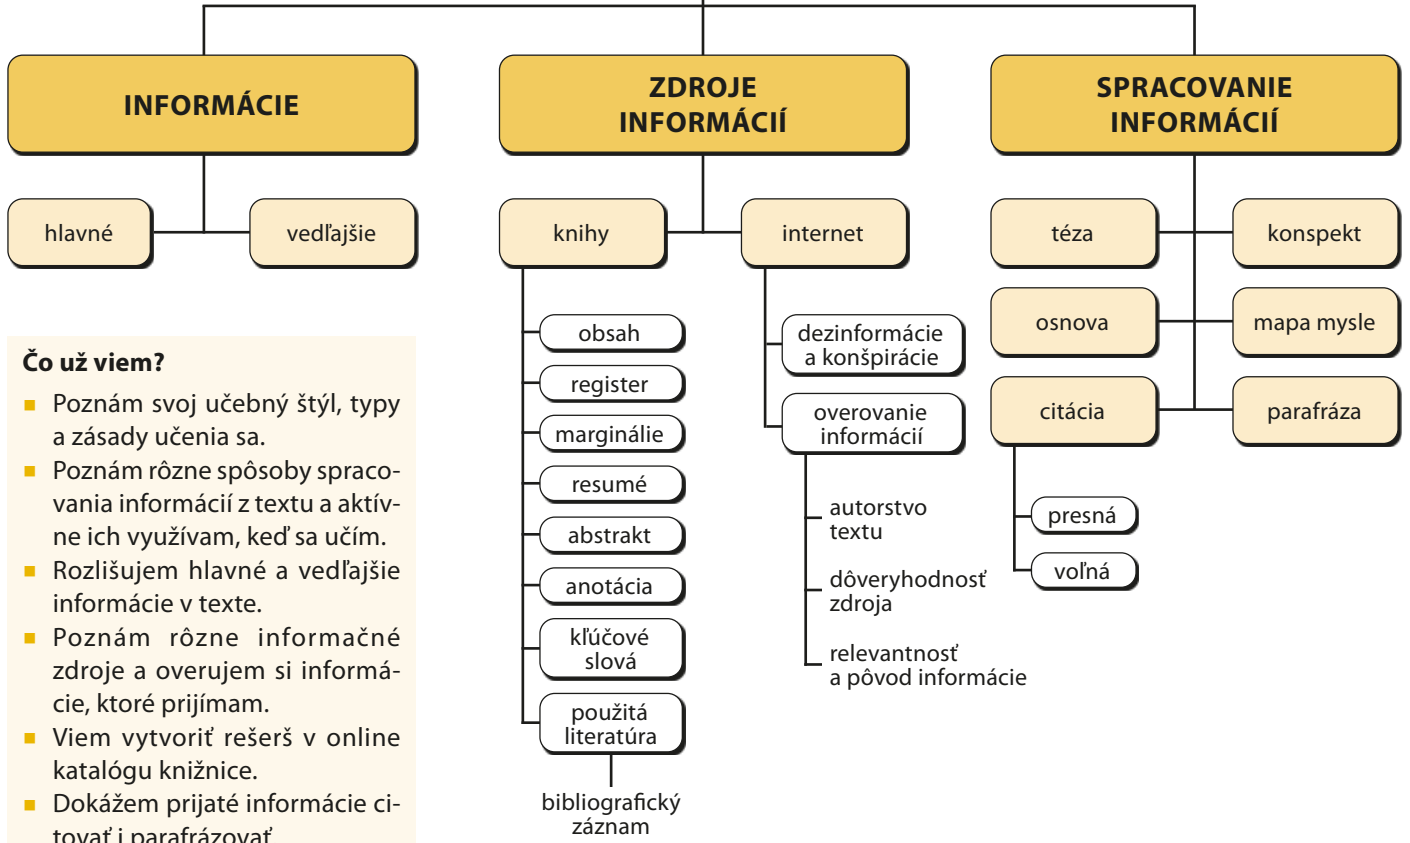 INFORMÁCIE
hlavné
vedľajšie
ZDROJE
INFORMÁCIÍ
knihy
obsah
register
marginálie
resumé
abstrakt
anotácia
kľúčové
slová
použitá
literatúra
bibliografický
záznam
internet
dezinformácie
a konšpirácie
overovanie
informácií
autorstvo
textu
dôveryhodnosť
zdroja
relevantnosť
a pôvod informácie
SPRACOVANIE
INFORMÁCIÍ
téza
konspekt
osnova
mapa mysle
citácia
parafráza
presná
voľná
Čo už viem?
Poznám svoj učebný štýl, typy
a zásady učenia sa.
Poznám rôzne spôsoby spraco-
vania informácií z textu a aktív-
ne ich využívam, keď sa učím.
Rozlišujem hlavné a vedľajšie
informácie v texte.
Poznám rôzne informačné
zdroje a overujem si informá-
cie, ktoré prijímam.
Viem vytvoriť rešerš v online
katalógu knižnice.
Dokážem prijaté informácie ci-
tovať i parafrázovať